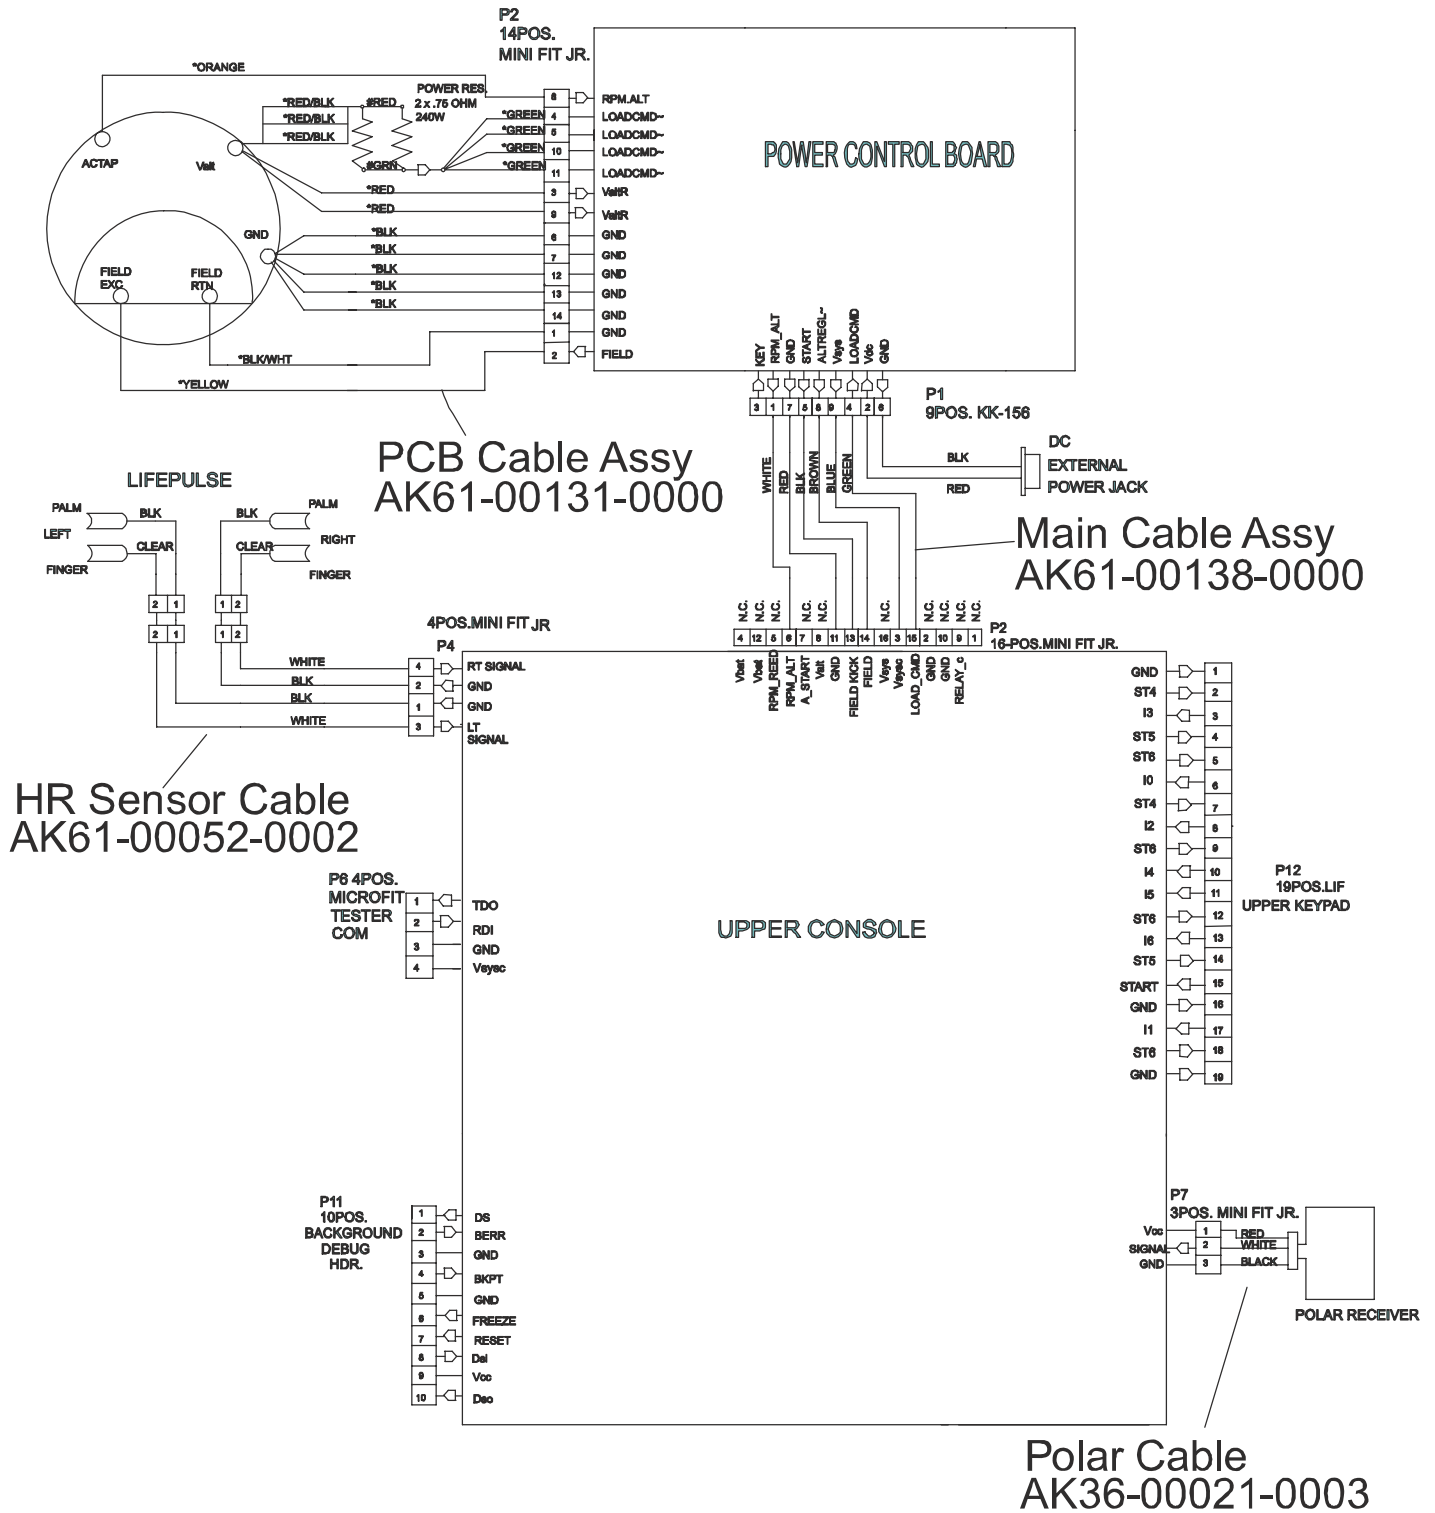 P2
14POS.
MINI FIT JR.
*ORANGE
POWER RES.
2 x .75 OHM
240W
*RED/BLK
*RED/BLK
*RED/BLK
#RED
#GRN
*GREEN
*GREEN
*GREEN
*GREEN
8 RPM.ALT
4 LOADCMD~
5 LOADCMD~
10 LOADCMD~
11 LOADCMD~
3 ValtR
9 ValtR
6 GND
7 GND
12 GND
13 GND
14 GND
1 GND
2 FIELD
ACTAP
Valt
GND
FIELD
EXC
FIELD
RTN
*RED
*RED
*BLK
*BLK
*BLK
*BLK
*BLK
*BLK/WHT
*YELLOW
POWER CONTROL BOARD
KEY
RPM_ALT
GND
START
ALTREGL~
Vsys
LOADCMD
Vdc
GND
3 1 7 5 8 9 4 2 6
P1
9POS. KK-156
WHITE
RED
BLK
BROWN
BLUE
GREEN
BLK
RED
DC
EXTERNAL
POWER JACK
PCB Cable Assy
AK61-00131-0000
Main Cable Assy
AK61-00138-0000
LIFEPULSE
PALM
BLK
LEFT
CLEAR
FINGER
BLK
PALM
RIGHT
CLEAR
FINGER
2 1
1 2
2 1
1 2
4POS.MINI FIT JR
P4
WHITE
BLK
BLK
WHITE
4 RT SIGNAL
2 GND
1 GND
3 LT
SIGNAL
N.C.
N.C.
N.C.
N.C.
N.C.
N.C.
N.C.
N.C.
N.C.
N.C.
4 12 5 6 7 8 11 13 14 16 3 15 2 10 9 1
P2
16-POS.MINI FIT JR.
Vbat
Vbat
RPM_REED
RPM_ALT
A_START
Valt
GND
FIELD KICK
FIELD
Vsys
Vsysc
LOAD_CMD
GND
GND
RELAY_c
HR Sensor Cable
AK61-00052-0002
P6 4POS.
MICROFIT
TESTER
COM
1 TDO
2 RDI
3 GND
4 Vsysc
UPPER CONSOLE
GND 1
ST4 2
I3 3
ST5 4
ST6 5
I0 6
ST4 7
I2 8
ST6 9
I4 10
I5 11
ST6 12
I6 13
ST5 14
START 15
GND 16
I1 17
ST6 18
GND 19
P12
19POS.LIF
UPPER KEYPAD
P11
10POS.
BACKGROUND
DEBUG
HDR.
1 DS
2 BERR
3 GND
4 BKPT
5 GND
6 FREEZE
7 RESET
8 Dsi
9 Vcc
10 Dso
P7
3POS. MINI FIT JR.
Vcc 1 RED
SIGNAL 2 WHITE
GND 3 BLACK
POLAR RECEIVER
Polar Cable
AK36-00021-0003